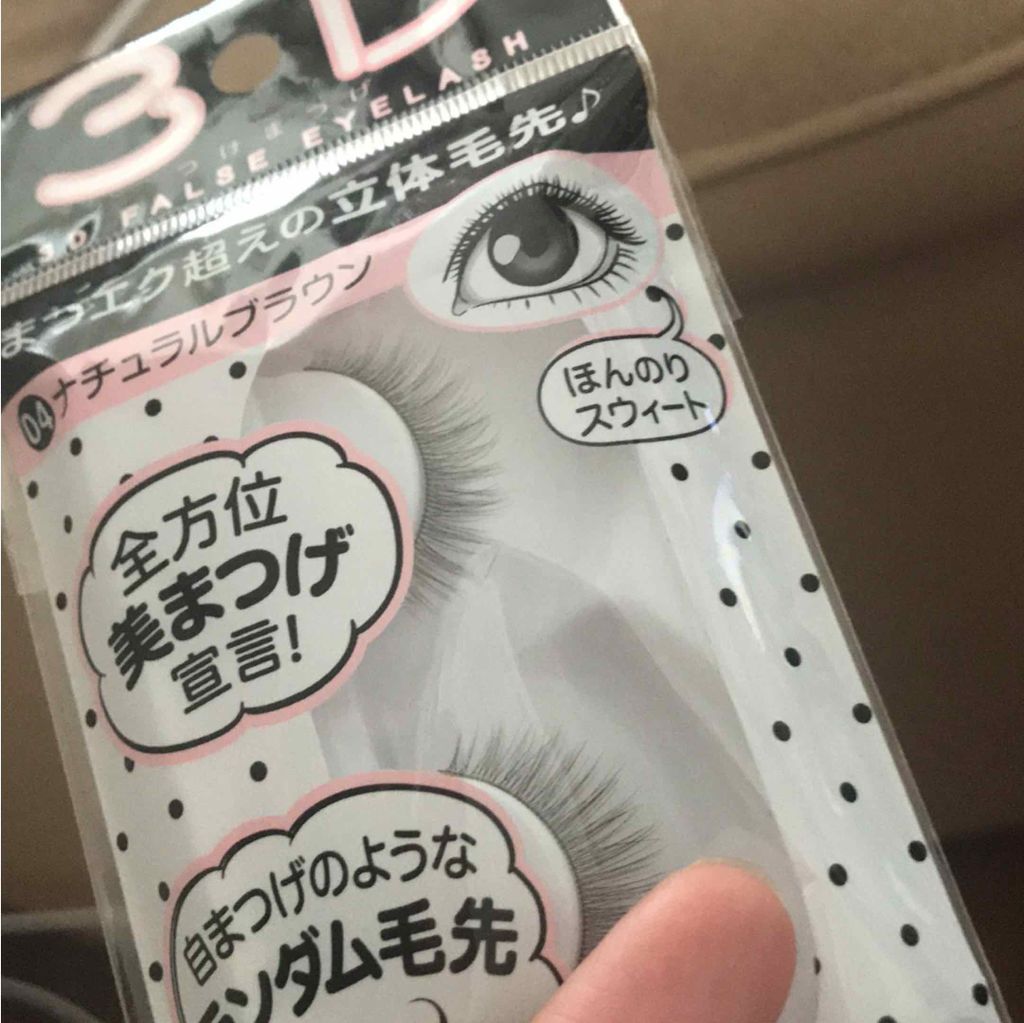 3D
つけまつげ
FALSE EYELASH
まつエク超えの立体毛先♪
04 ナチュラルブラウン
ほんのり
スウィート
全方位
美まつげ
宣言!
自まつげのような
ランダム毛先